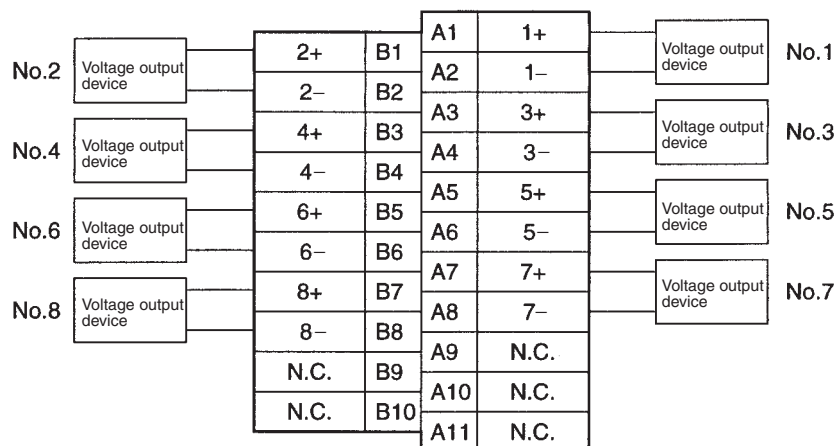 A1 1+
No.1
2+ B1
Voltage output device
Voltage output device
No.2
A2 1−
2− B2
A3 3+
4+ B3
Voltage output device
Voltage output device
No.3
No.4
A4 3−
4− B4
A5 5+
6+ B5
Voltage output device
Voltage output device
No.5
No.6
A6 5−
6− B6
A7 7+
8+ B7
Voltage output device
Voltage output device
No.7
No.8
A8 7−
8− B8
A9 N.C.
N.C. B9
A10 N.C.
N.C. B10
A11 N.C.